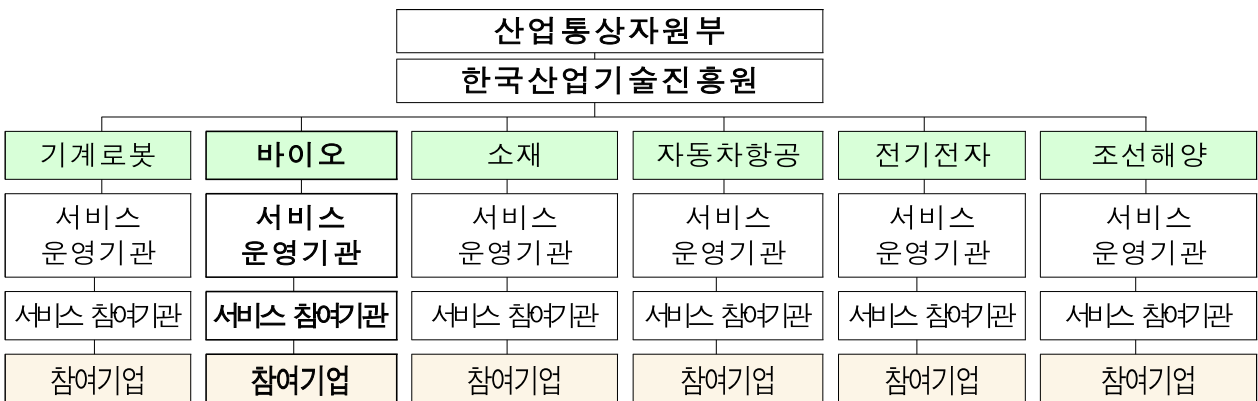 산업통상자원부
한국산업기술진흥원
기계로봇 바이오 소재 자동차항공 전기전자 조선해양
서비스 서비스 서비스 서비스 서비스 서비스
운영기관 운영기관 운영기관 운영기관 운영기관 운영기관
서비스 참여기관 서비스 참여기관 서비스 참여기관 서비스 참여기관 서비스 참여기관 서비스 참여기관
참여기업 참여기업 참여기업 참여기업 참여기업 참여기업